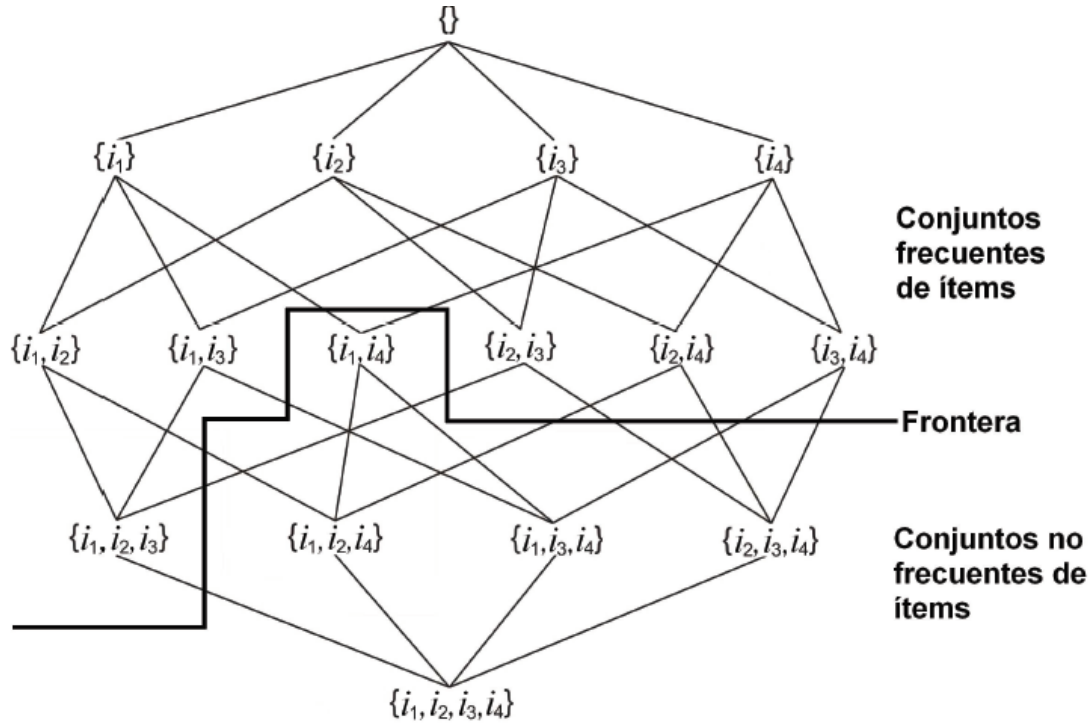 {}
{i₁} {i₂} {i₃} {i₄}
Conjuntos
frecuentes
de ítems
{i₁,i₂} {i₁,i₃} {i₁,i₄} {i₂,i₃} {i₂,i₄} {i₃,i₄}
Frontera
{i₁,i₂,i₃} {i₁,i₂,i₄} {i₁,i₃,i₄} {i₂,i₃,i₄}
Conjuntos no
frecuentes de
ítems
{i₁,i₂,i₃,i₄}